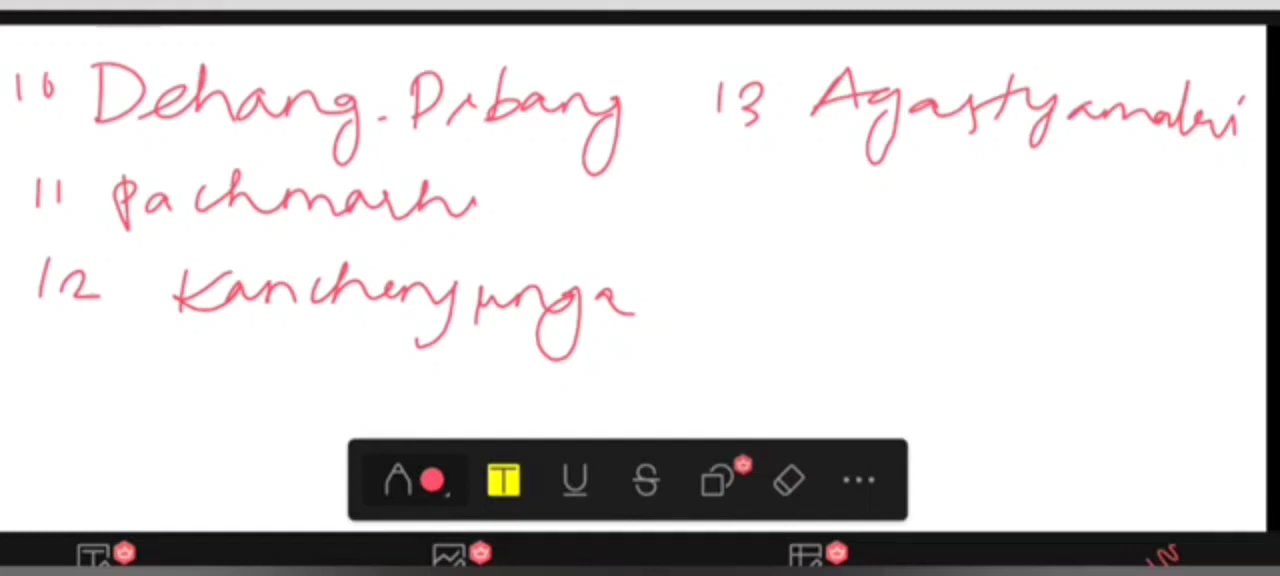 10 Dehang-Dibang
11 Pachmarhi
12 Kanchenjunga
13 Agastyamalai